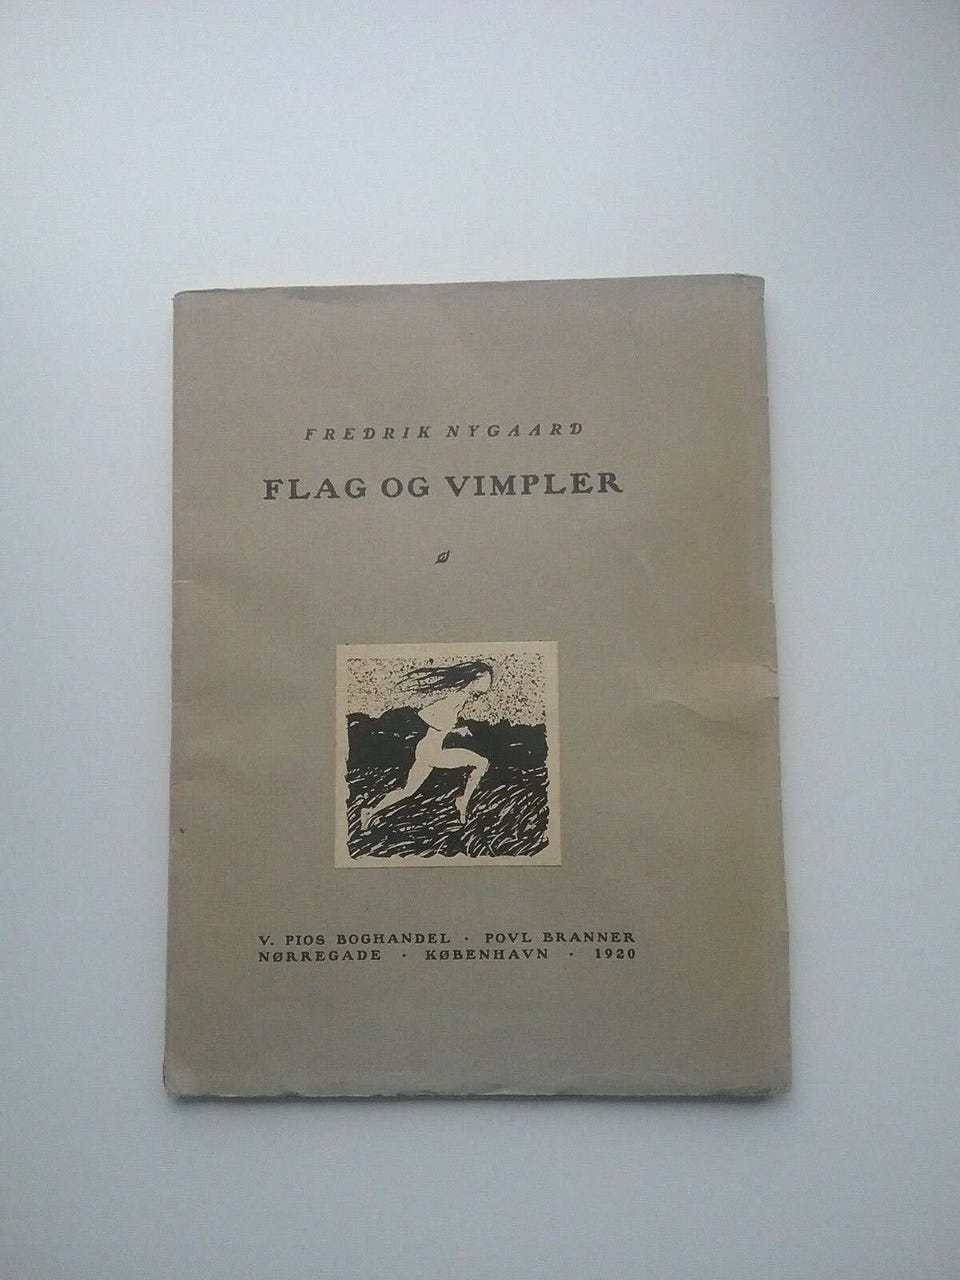 FREDRIK NYGAARD
FLAG OG VIMPLER
V. PIOS BOGHANDEL · POVL BRANNER
NØRREGADE · KØBENHAVN · 1920